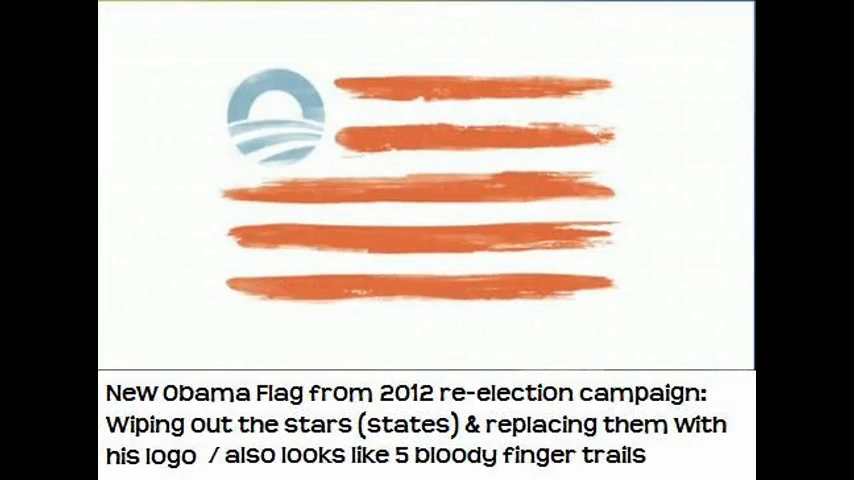 New Obama Flag from 2012 re-election campaign:
Wiping out the stars (states) & replacing them with
his logo / also looks like 5 bloody finger trails